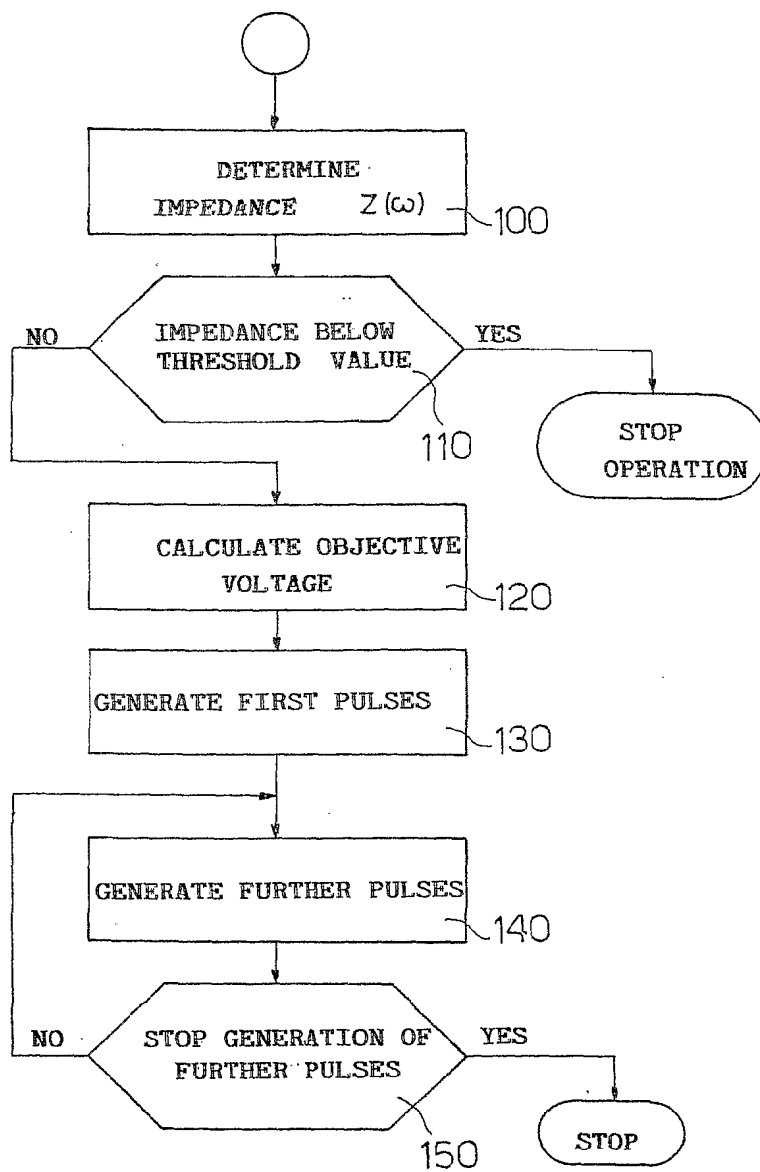 DETERMINE
IMPEDANCE Z(ω)
100
IMPEDANCE BELOW
THRESHOLD VALUE
110
NO
YES
STOP
OPERATION
CALCULATE OBJECTIVE
VOLTAGE
120
GENERATE FIRST PULSES
130
GENERATE FURTHER PULSES
140
NO
STOP GENERATION OF
FURTHER PULSES
YES
150
STOP